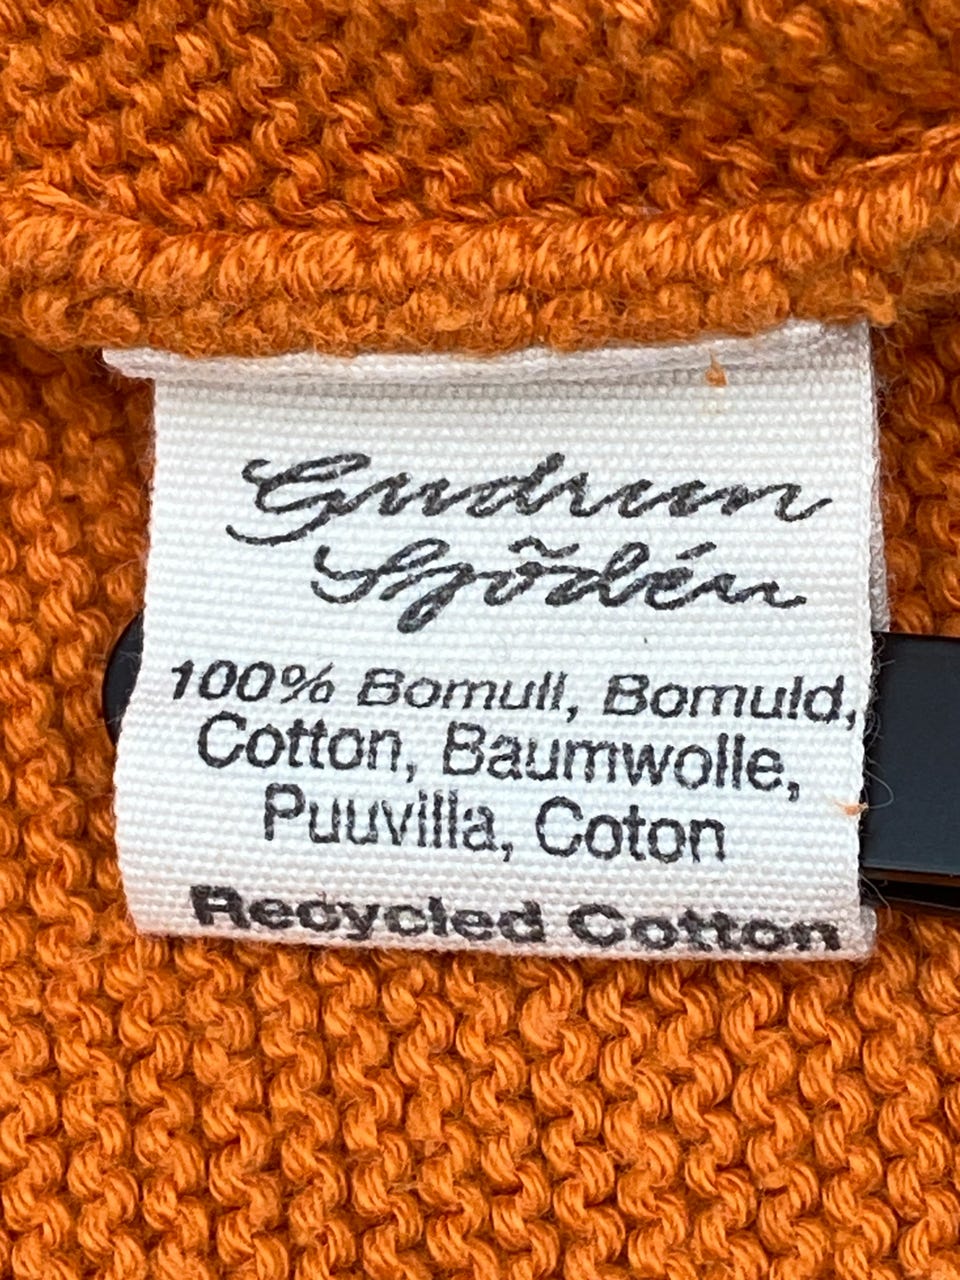 Gudrun
Sjödén
100% Bomull, Bomuld,
Cotton, Baumwolle,
Puuvilla, Coton
Recycled Cotton